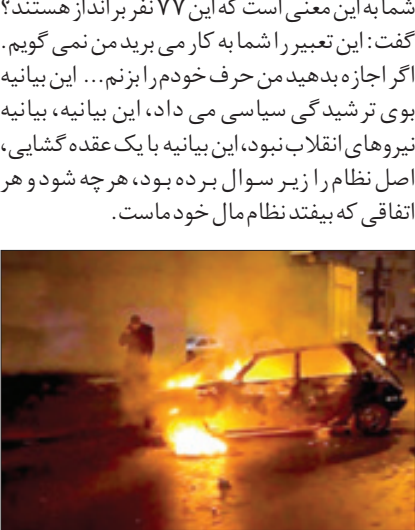 شما به این معنی است که این ۷۷ نفر برانداز هستند؟
گفت: این تعبیر را شما به کار می برید من نمی گویم.
اگر اجازه بدهید من حرف خودم را بزنم... این بیانیه
بوی ترشیدگی سیاسی می داد، این بیانیه، بیانیه
نیروهای انقلاب نبود، این بیانیه با یک عقده گشایی،
اصل نظام را زیر سوال برده بود، هر چه شود و هر
اتفاقی که بیفتد نظام مال خود ماست.